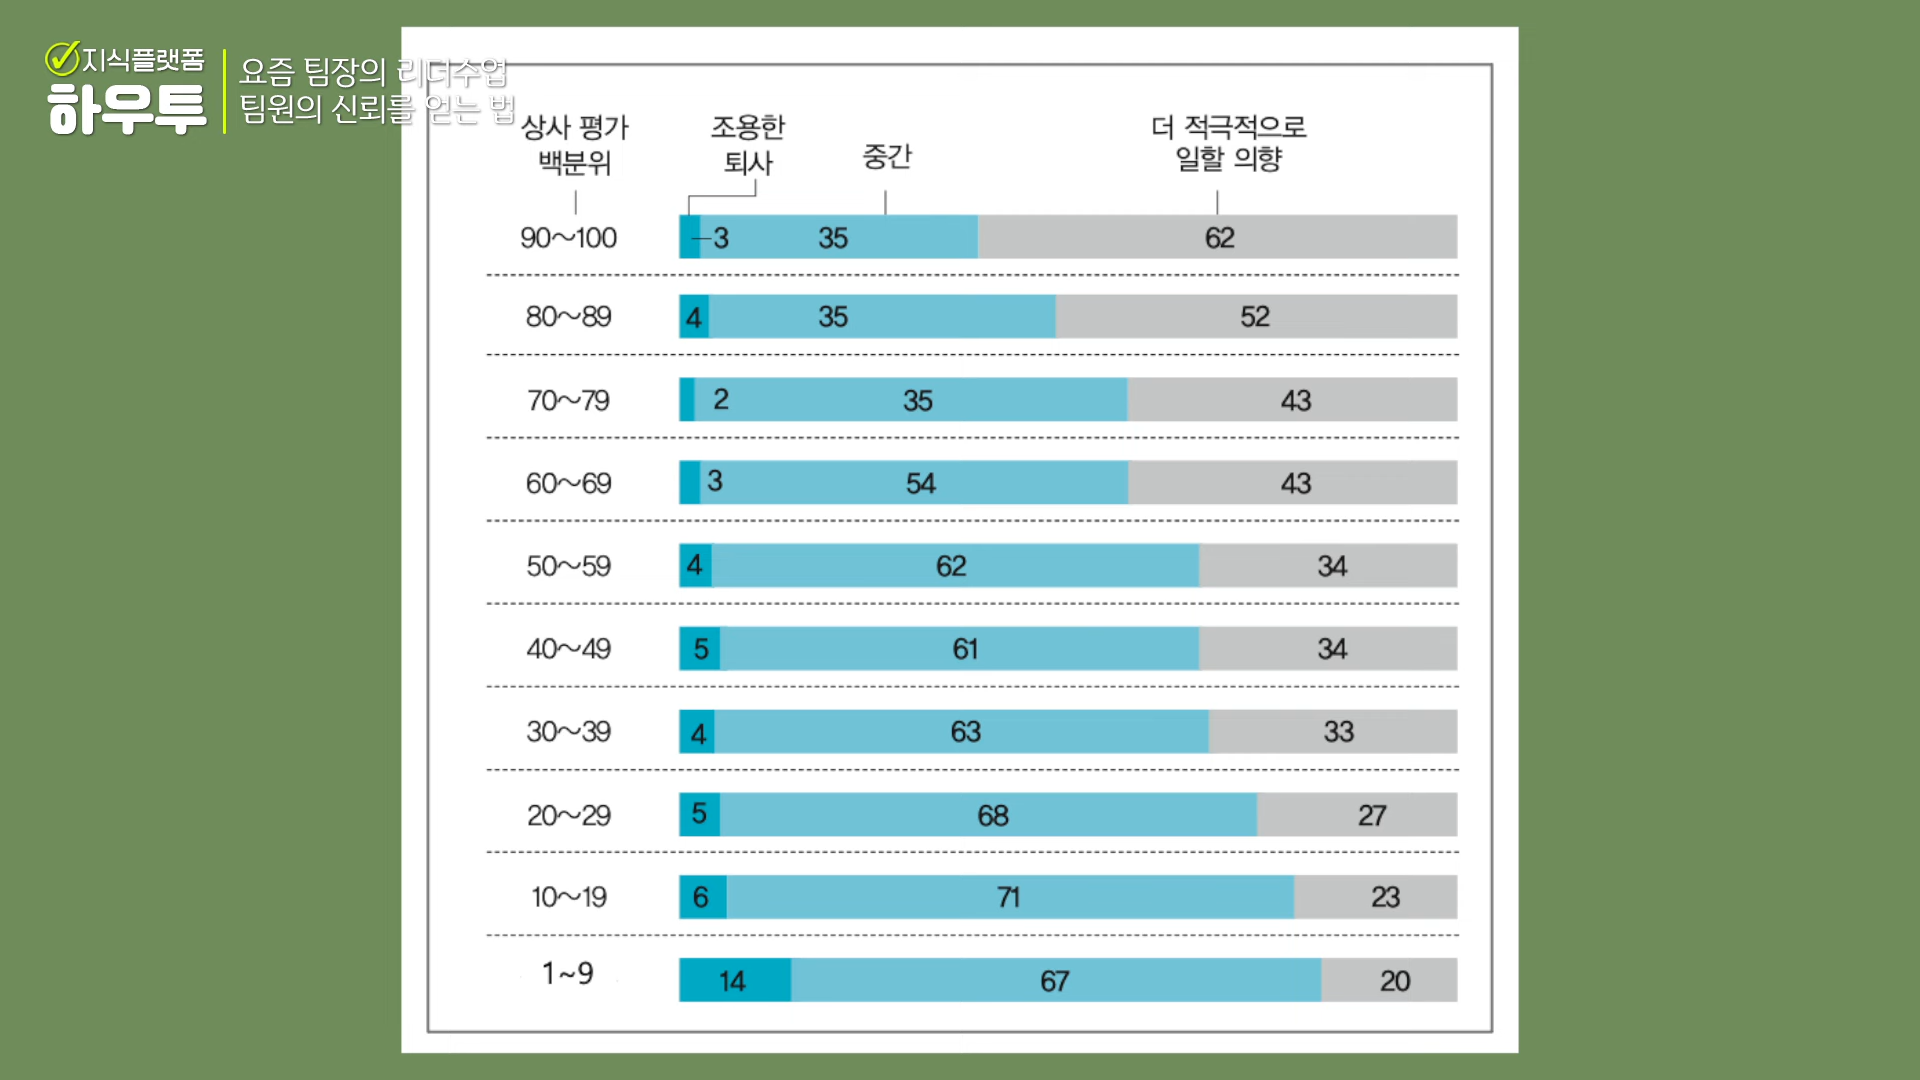 지식플랫폼
하우투
요즘 팀장의 리더수업
팀원의 신뢰를 얻는 법
상사 평가
백분위
조용한
퇴사
중간
더 적극적으로
일할 의향
90~100 3 35 62
80~89 4 35 52
70~79 2 35 43
60~69 3 54 43
50~59 4 62 34
40~49 5 61 34
30~39 4 63 33
20~29 5 68 27
10~19 6 71 23
1~9 14 67 20